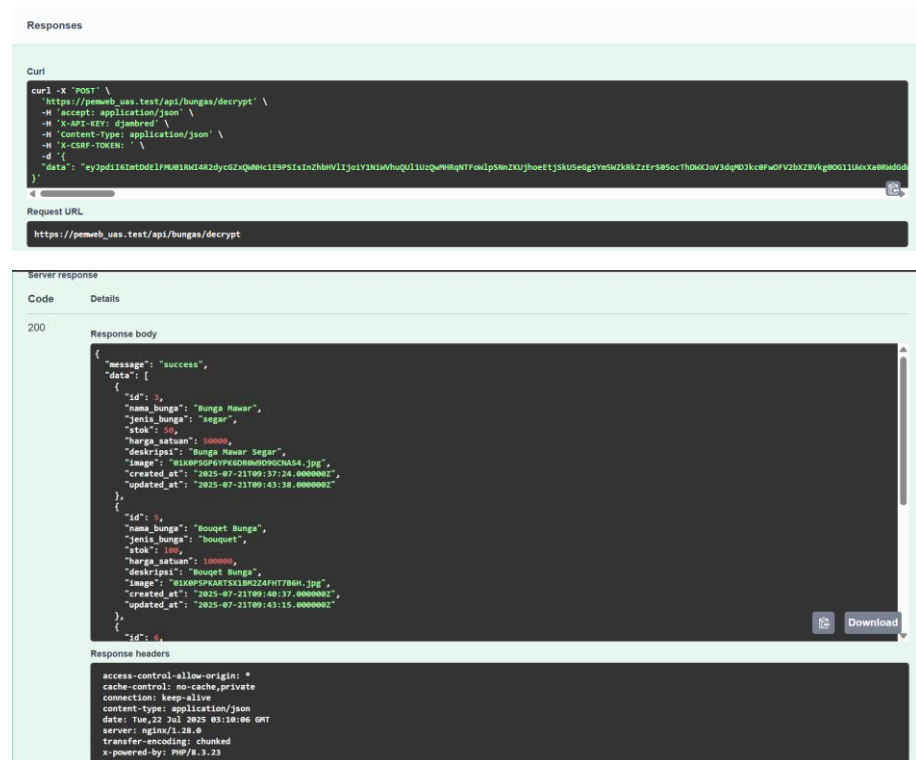 Responses
Curl
curl -X 'POST' \
'https://pemweb_uas.test/api/bungas/decrypt' \
-H 'accept: application/json' \
-H 'X-API-KEY: djambred' \
-H 'Content-Type: application/json' \
-H 'X-CSRF-TOKEN: ' \
-d '{
"data":
}'
Request URL
https://pemweb_uas.test/api/bungas/decrypt
Server response
Code Details
200
Response body
{
"message": "success",
"data": [
{
"id": 3,
"nama_bunga": "Bunga Mawar",
"jenis_bunga": "segar",
"stok": 50,
"harga_satuan": 50000,
"deskripsi": "Bunga Mawar Segar",
"image":
"created_at": "2025-07-21T09:37:24.000000Z",
"updated_at": "2025-07-21T09:43:38.000000Z"
},
{
"id": 5,
"nama_bunga": "Bouqet Bunga",
"jenis_bunga": "bouquet",
"stok": 100,
"harga_satuan": 100000,
"deskripsi": "Bouqet Bunga",
"image":
"created_at": "2025-07-21T09:40:37.000000Z",
"updated_at": "2025-07-21T09:43:15.000000Z"
},
{
"id": 6,
Download
Response headers
access-control-allow-origin: *
cache-control: no-cache,private
connection: keep-alive
content-type: application/json
date: Tue,22 Jul 2025 03:10:06 GMT
server: nginx/1.28.0
transfer-encoding: chunked
x-powered-by: PHP/8.3.23